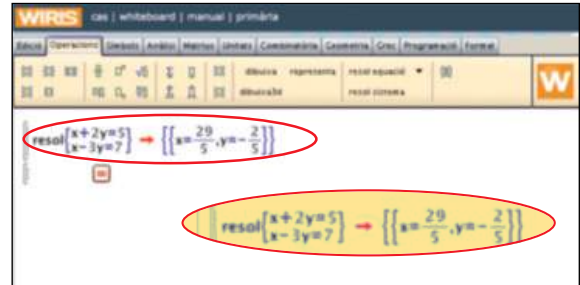 WIRIS cas | whiteboard | manual | primària
Edició Operacions Símbols Anàlisi Matrius Unitats Combinatòria Geometria Grec Programació Format
dibuixa representa resol equació
dibuixa3d resol sistema
W
resol{x+2y=5 x-3y=7} → {{x=29/5, y=-2/5}}
=
resol{x+2y=5 x-3y=7} → {{x=29/5, y=-2/5}}